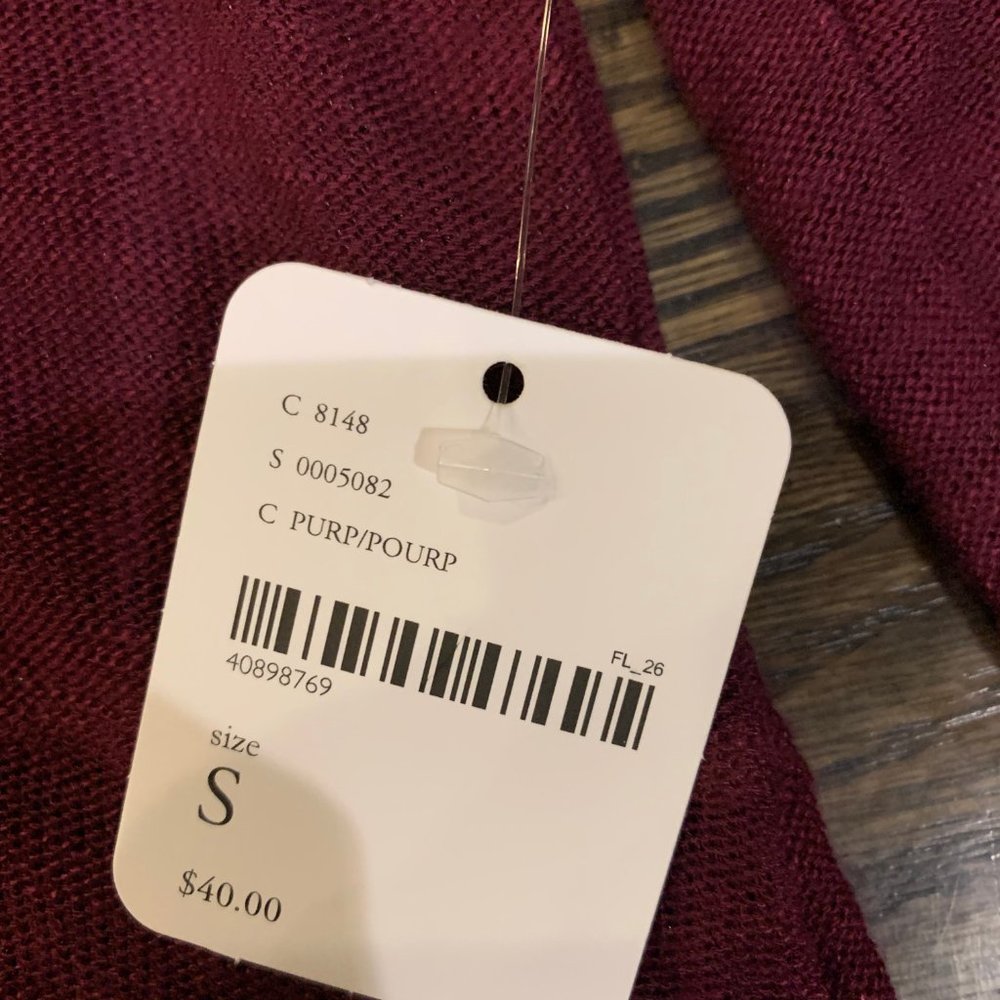 C 8148
S 0005082
C PURP/POURP
FL_26
40898769
size
S
$40.00